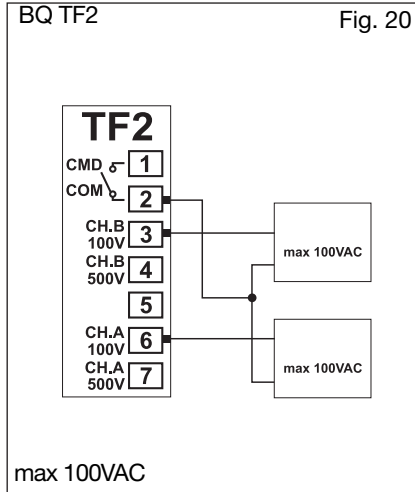 BQ TF2
Fig. 20
TF2
CMD
1
COM
2
CH.B
100V
3
CH.B
500V
4
5
CH.A
100V
6
CH.A
500V
7
max 100VAC
max 100VAC
max 100VAC